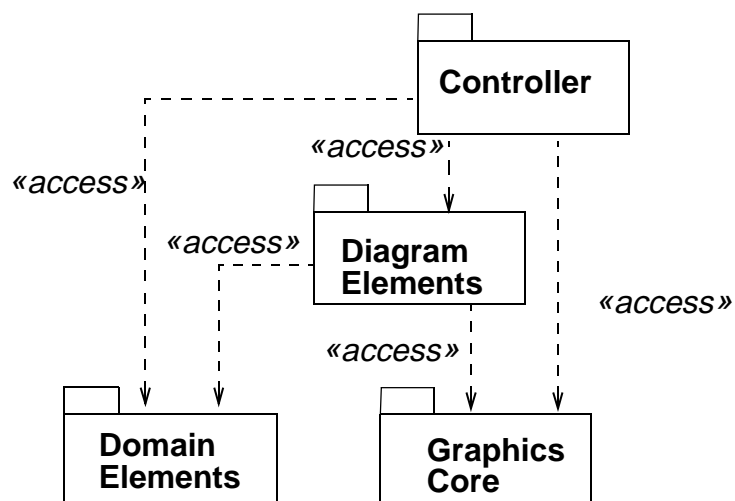 Controller
«access»
«access»
«access»
Diagram
Elements
«access»
«access»
Domain
Elements
Graphics
Core